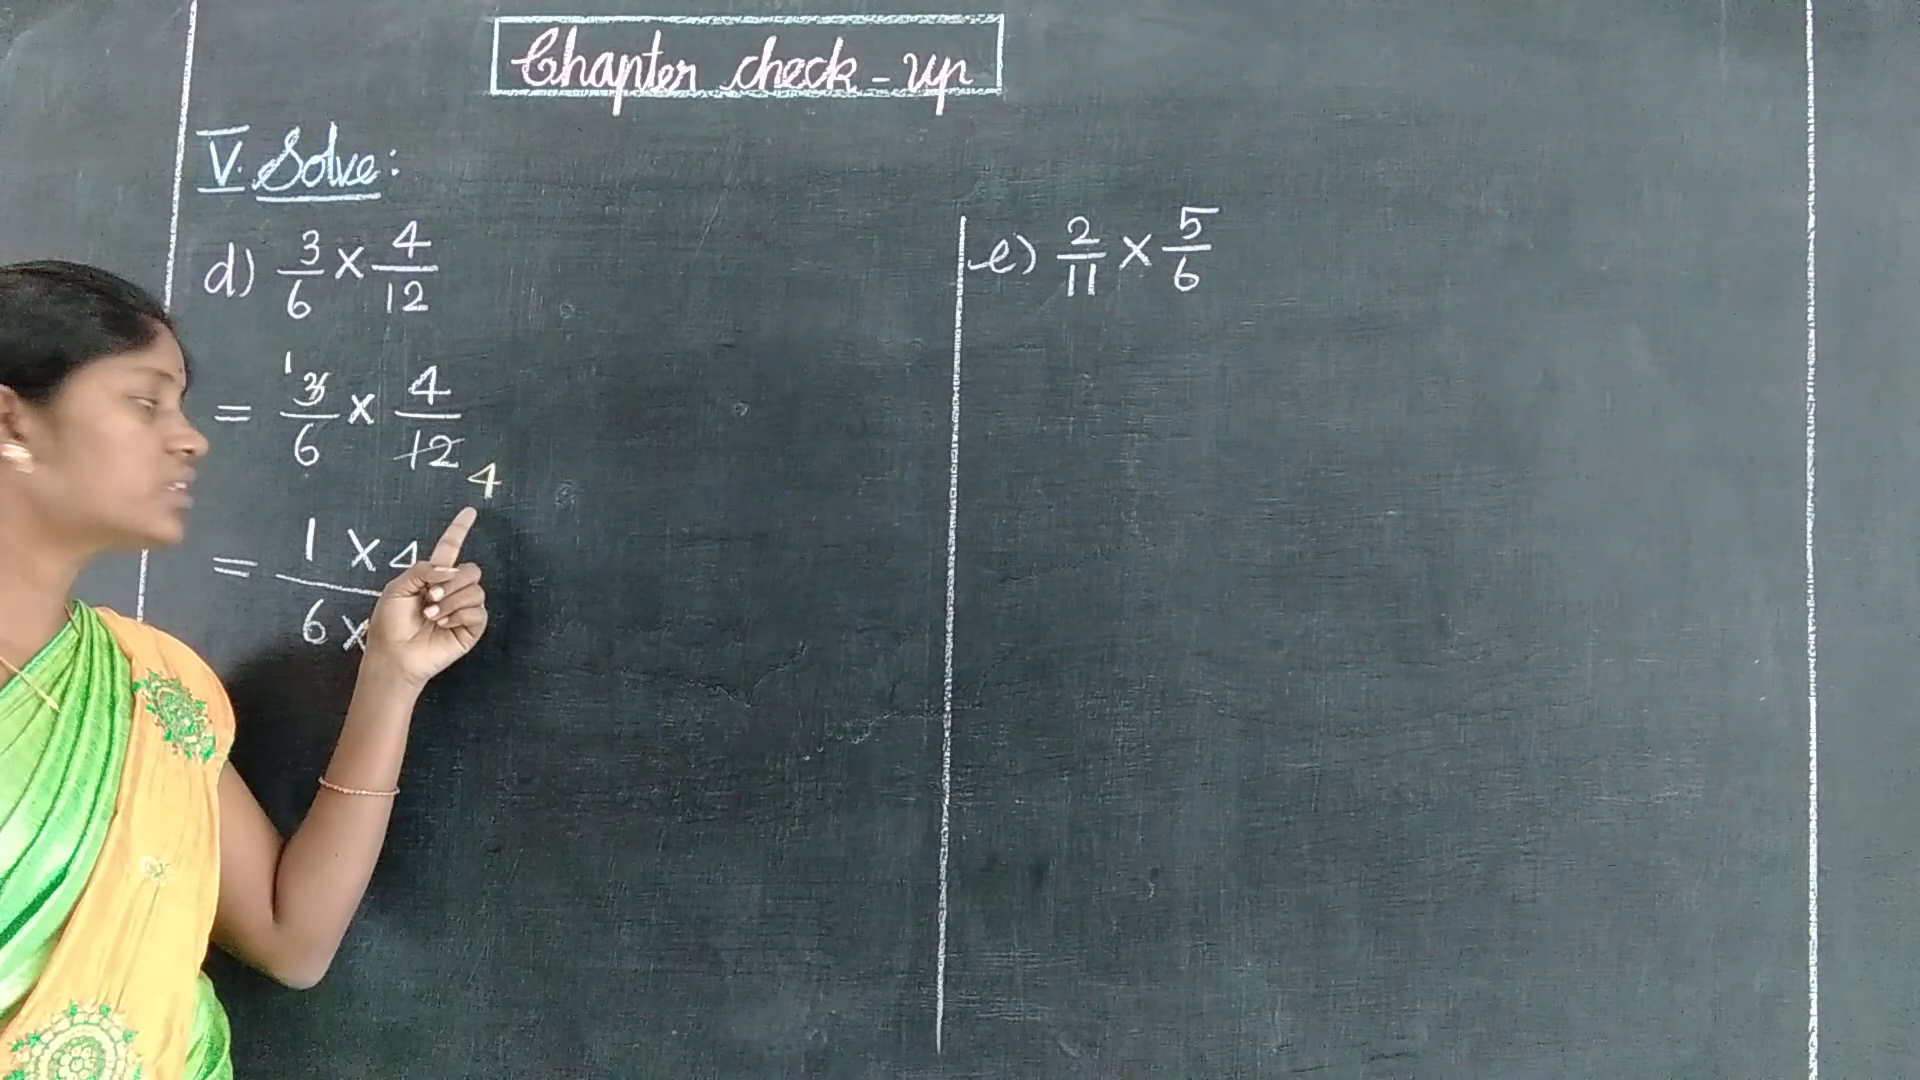 Chapter check-up
V. Solve:
d) 3/6 × 4/12
= 1 3/6 × 4/12 4
= 1 × 4
6 ×
e) 2/11 × 5/6